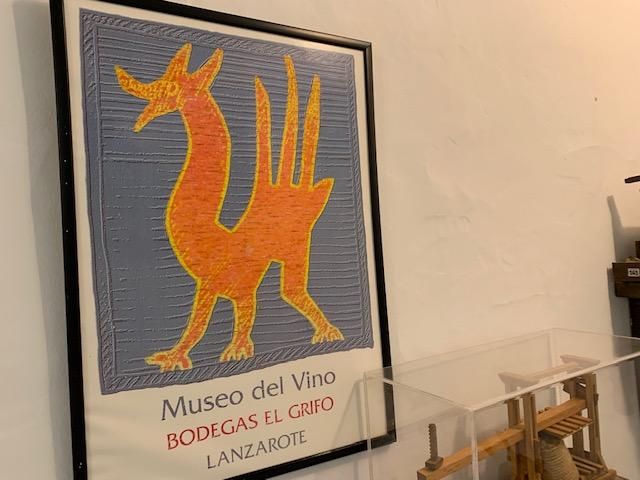 Museo del Vino
BODEGAS EL GRIFO
LANZAROTE